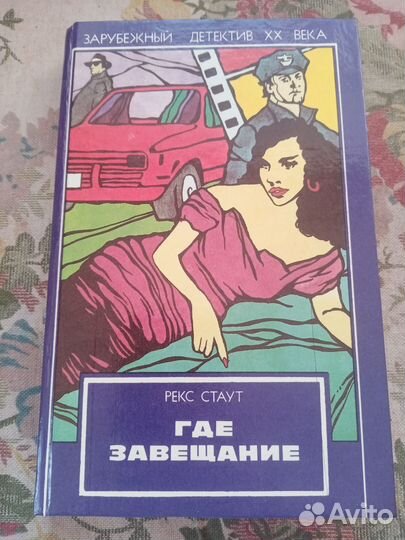 ЗАРУБЕЖНЫЙ ДЕТЕКТИВ XX ВЕКА
РЕКС СТАУТ
ГДЕ
ЗАВЕЩАНИЕ
Avito